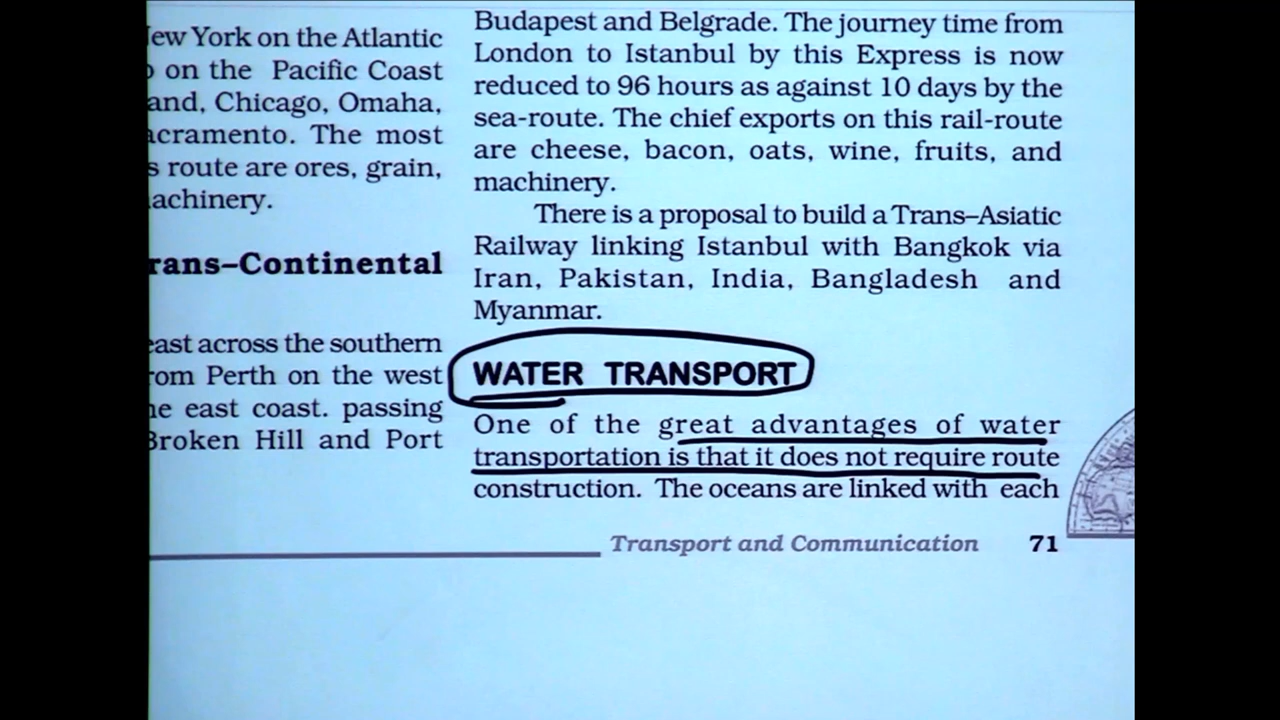 ew York on the Atlantic
on the Pacific Coast
and, Chicago, Omaha,
acramento. The most
s route are ores, grain,
achinery.
rans–Continental
east across the southern
rom Perth on the west
he east coast. passing
Broken Hill and Port
Budapest and Belgrade. The journey time from
London to Istanbul by this Express is now
reduced to 96 hours as against 10 days by the
sea-route. The chief exports on this rail-route
are cheese, bacon, oats, wine, fruits, and
machinery.
There is a proposal to build a Trans–Asiatic
Railway linking Istanbul with Bangkok via
Iran, Pakistan, India, Bangladesh and
Myanmar.
WATER TRANSPORT
One of the great advantages of water
transportation is that it does not require route
construction. The oceans are linked with each
Transport and Communication 71